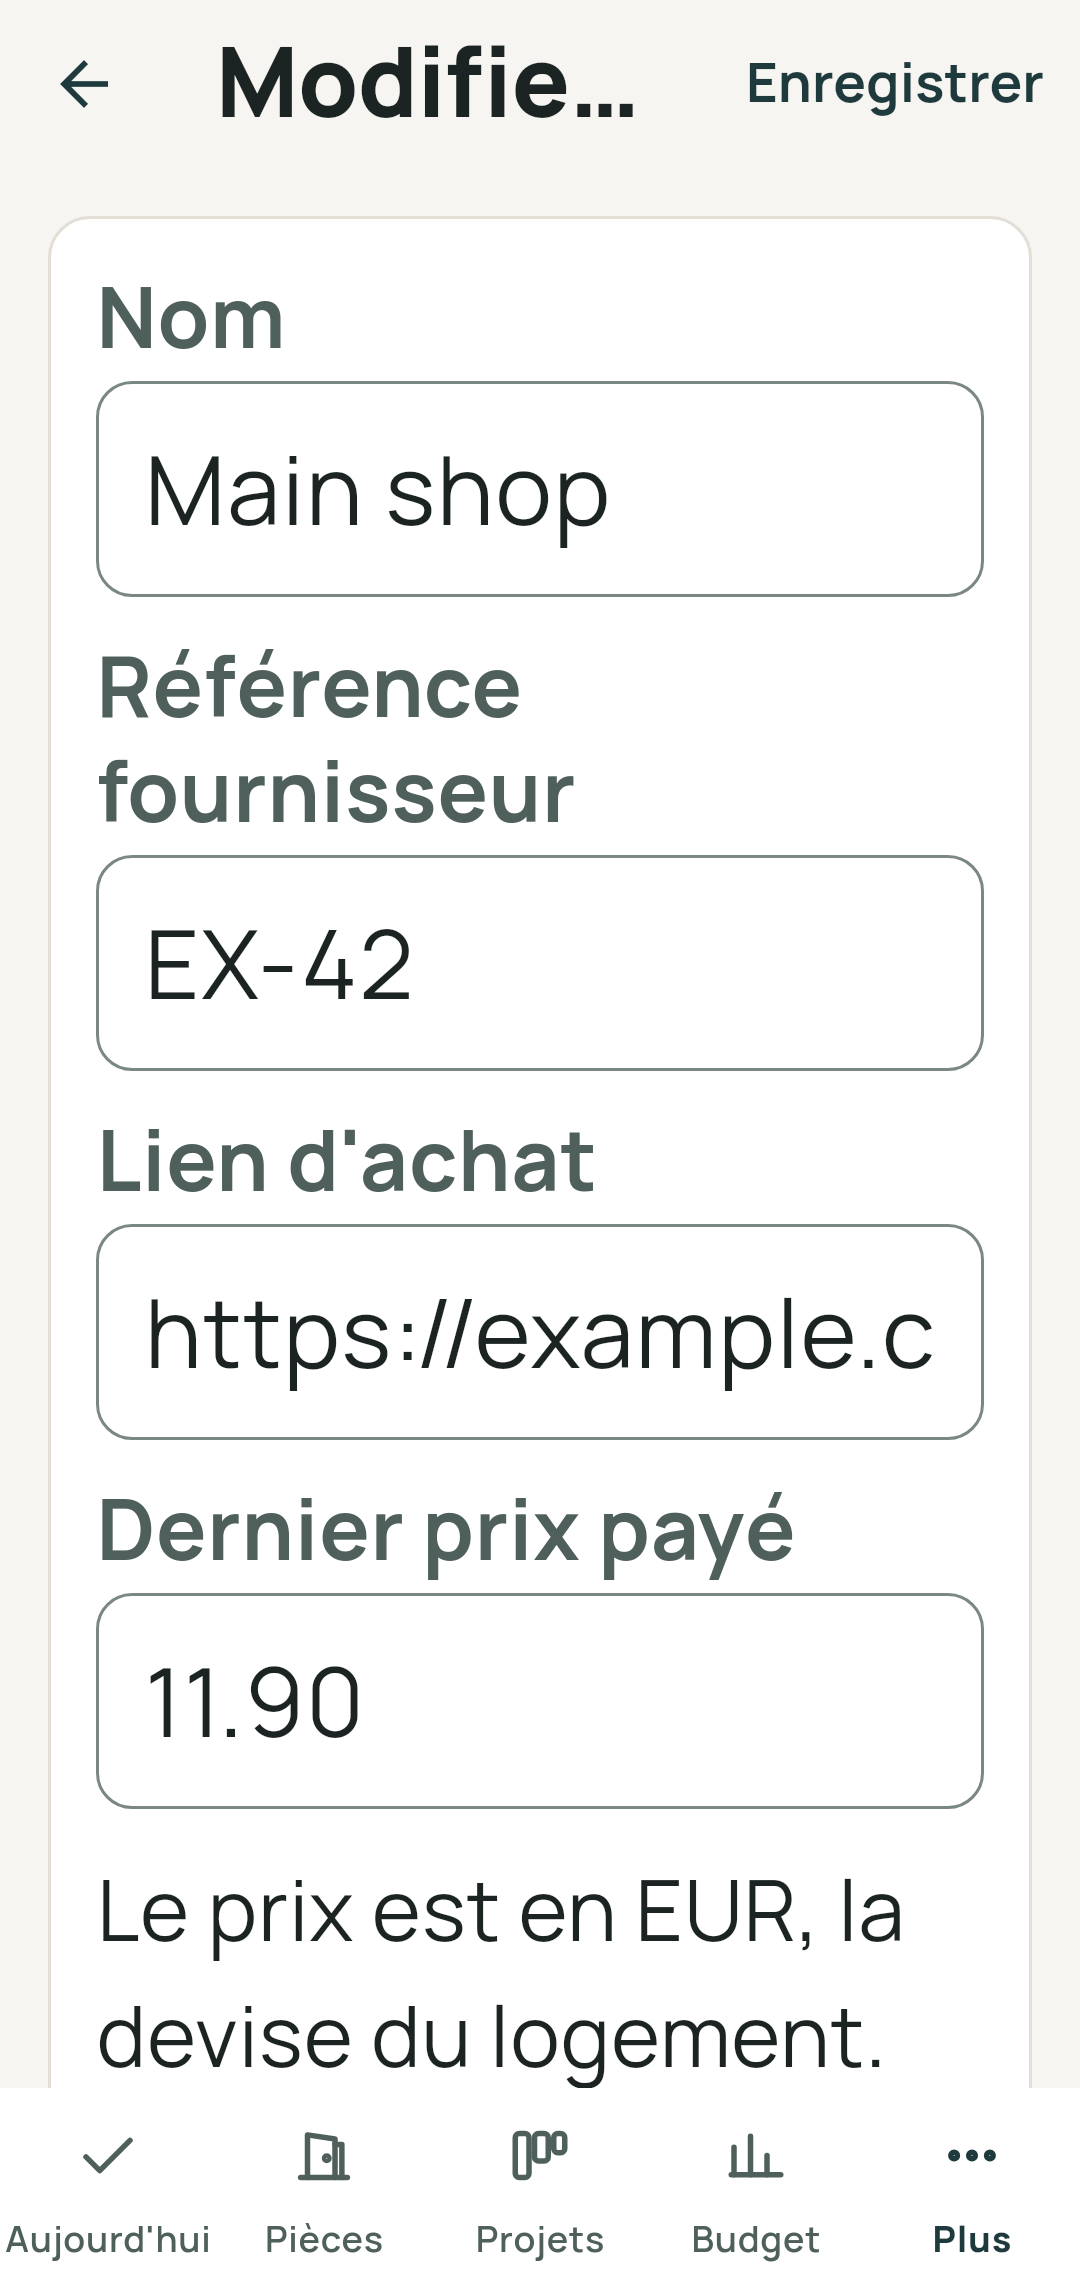 Modifie...
Enregistrer
Nom
Main shop
Référence
fournisseur
EX-42
Lien d'achat
https://example.c
Dernier prix payé
11.90
Le prix est en EUR, la
devise du logement.
Aujourd'hui
Pièces
Projets
Budget
Plus